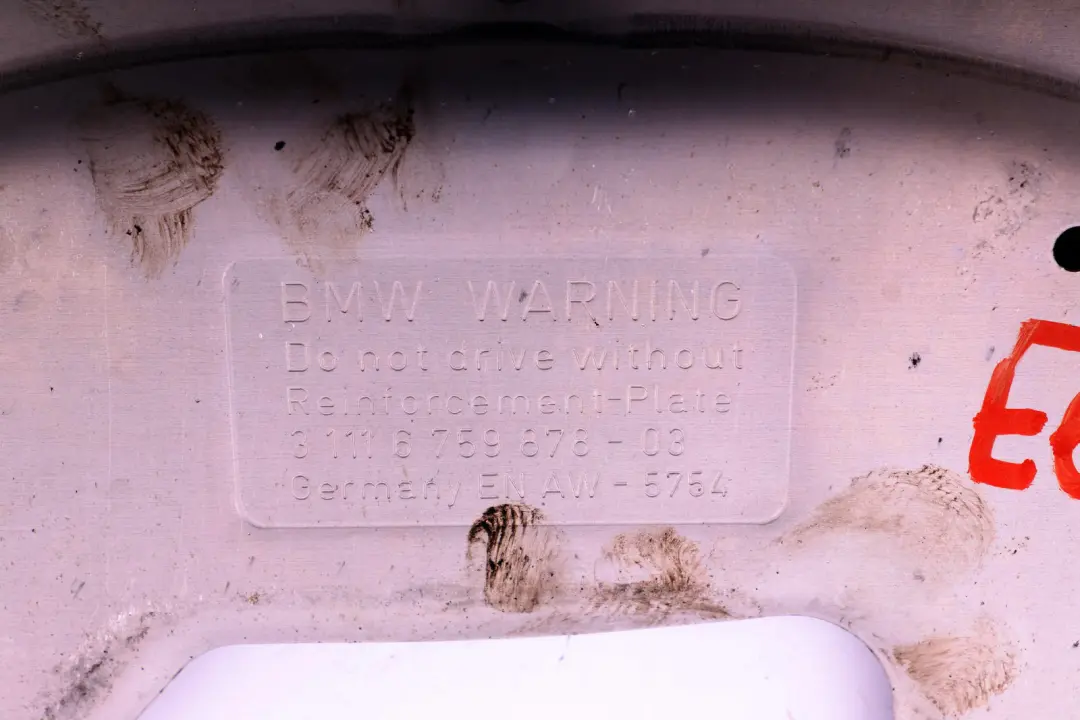 BMW WARNING
Do not drive without
Reinforcement-Plate
3 111 6 759 878 - 03
Germany EN AW - 5754
E